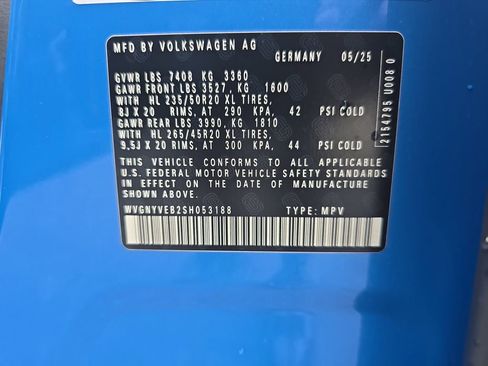 MFD BY VOLKSWAGEN AG
GERMANY 05/25
GVWR LBS 7408 KG 3360
GAWR FRONT LBS 3527, KG 1600
WITH HL 235/50R20 XL TIRES,
8J X 20 RIMS, AT 290 KPA, 42 PSI COLD
GAWR REAR LBS 3990, KG 1810
WITH HL 265/45R20 XL TIRES,
9,5J X 20 RIMS, AT 300 KPA, 44 PSI COLD
THIS VEHICLE CONFORMS TO ALL APPLICABLE
U.S. FEDERAL MOTOR VEHICLE SAFETY STANDARDS
IN EFFECT ON THE DATE OF MANUFACTURE
SHOWN ABOVE.
WVGNYVEB2SH053188 TYPE: MPV
2154795 U008 0